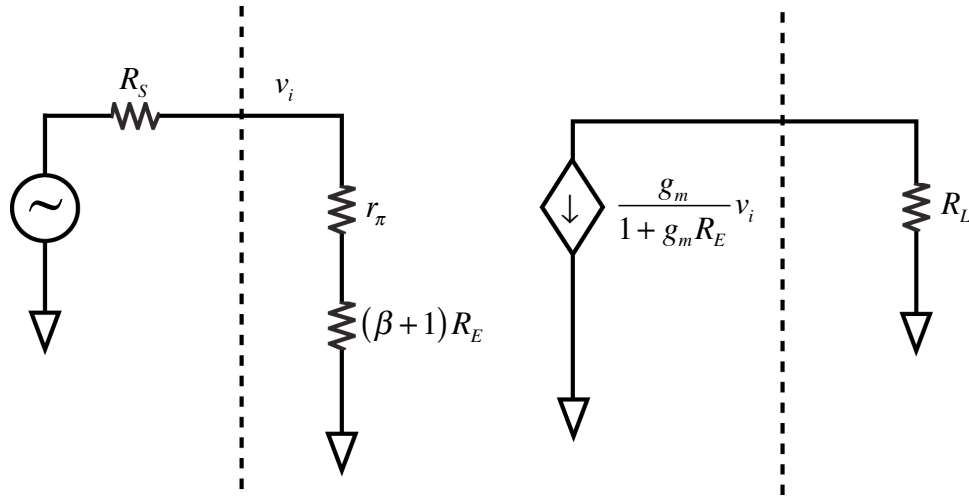 R_S
v_i
r_π
(β + 1) R_E
g_m
1 + g_m R_E
v_i
R_L